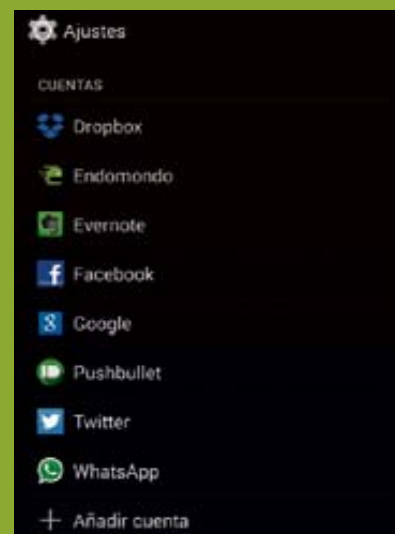 Ajustes
CUENTAS
Dropbox
Endomondo
Evernote
Facebook
Google
Pushbullet
Twitter
WhatsApp
Añadir cuenta